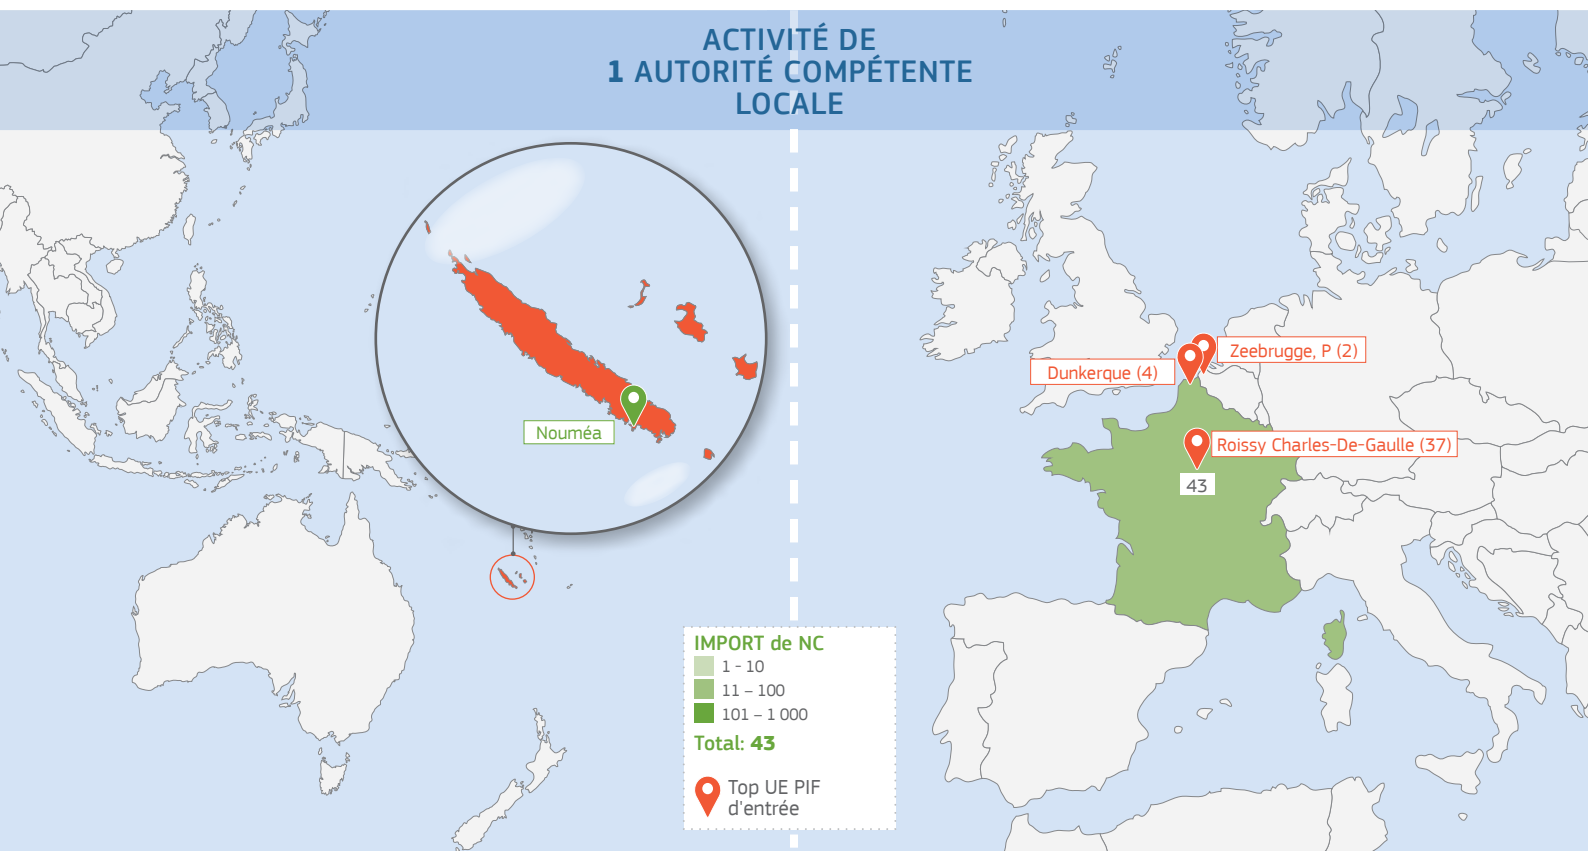 ACTIVITÉ DE
1 AUTORITÉ COMPÉTENTE
LOCALE
Zeebrugge, P (2)
Dunkerque (4)
Nouméa
Roissy Charles-De-Gaulle (37)
43
IMPORT de NC
1 - 10
11 – 100
101 – 1 000
Total: 43
Top UE PIF
d'entrée